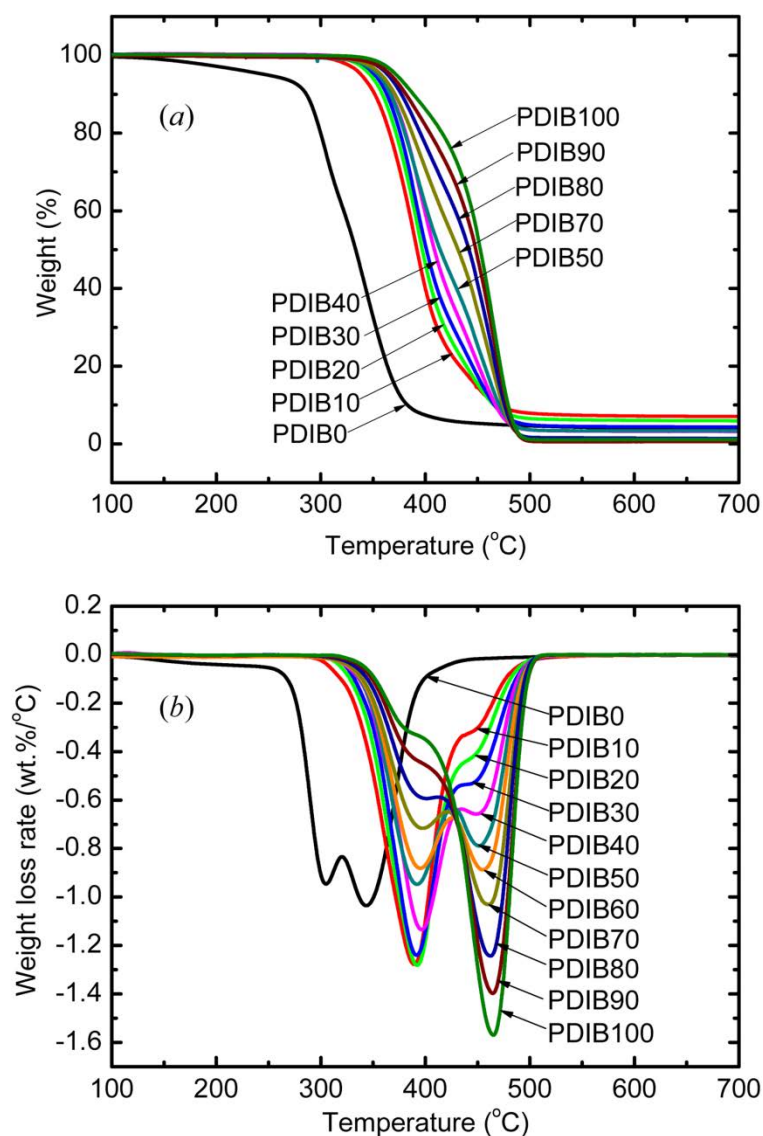 100
80
60
40
20
0
Weight (%)
(a)
PDIB100
PDIB90
PDIB80
PDIB70
PDIB50
PDIB40
PDIB30
PDIB20
PDIB10
PDIB0
100 200 300 400 500 600 700
Temperature (°C)
0.2
0.0
-0.2
-0.4
-0.6
-0.8
-1.0
-1.2
-1.4
-1.6
Weight loss rate (wt.%/°C)
(b)
PDIB0
PDIB10
PDIB20
PDIB30
PDIB40
PDIB50
PDIB60
PDIB70
PDIB80
PDIB90
PDIB100
100 200 300 400 500 600 700
Temperature (°C)